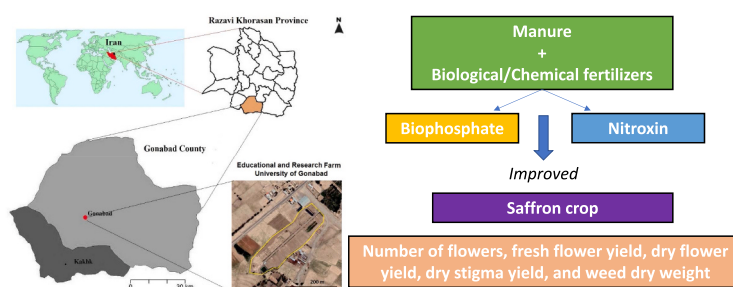 Razavi Khorasan Province
N
Iran
Gonabad County
Educational and Research Farm
University of Gonabad
Gonabad
Kakhk
200 m
Manure
+
Biological/Chemical fertilizers
Biophosphate
Nitroxin
Improved
Saffron crop
Number of flowers, fresh flower yield, dry flower
yield, dry stigma yield, and weed dry weight